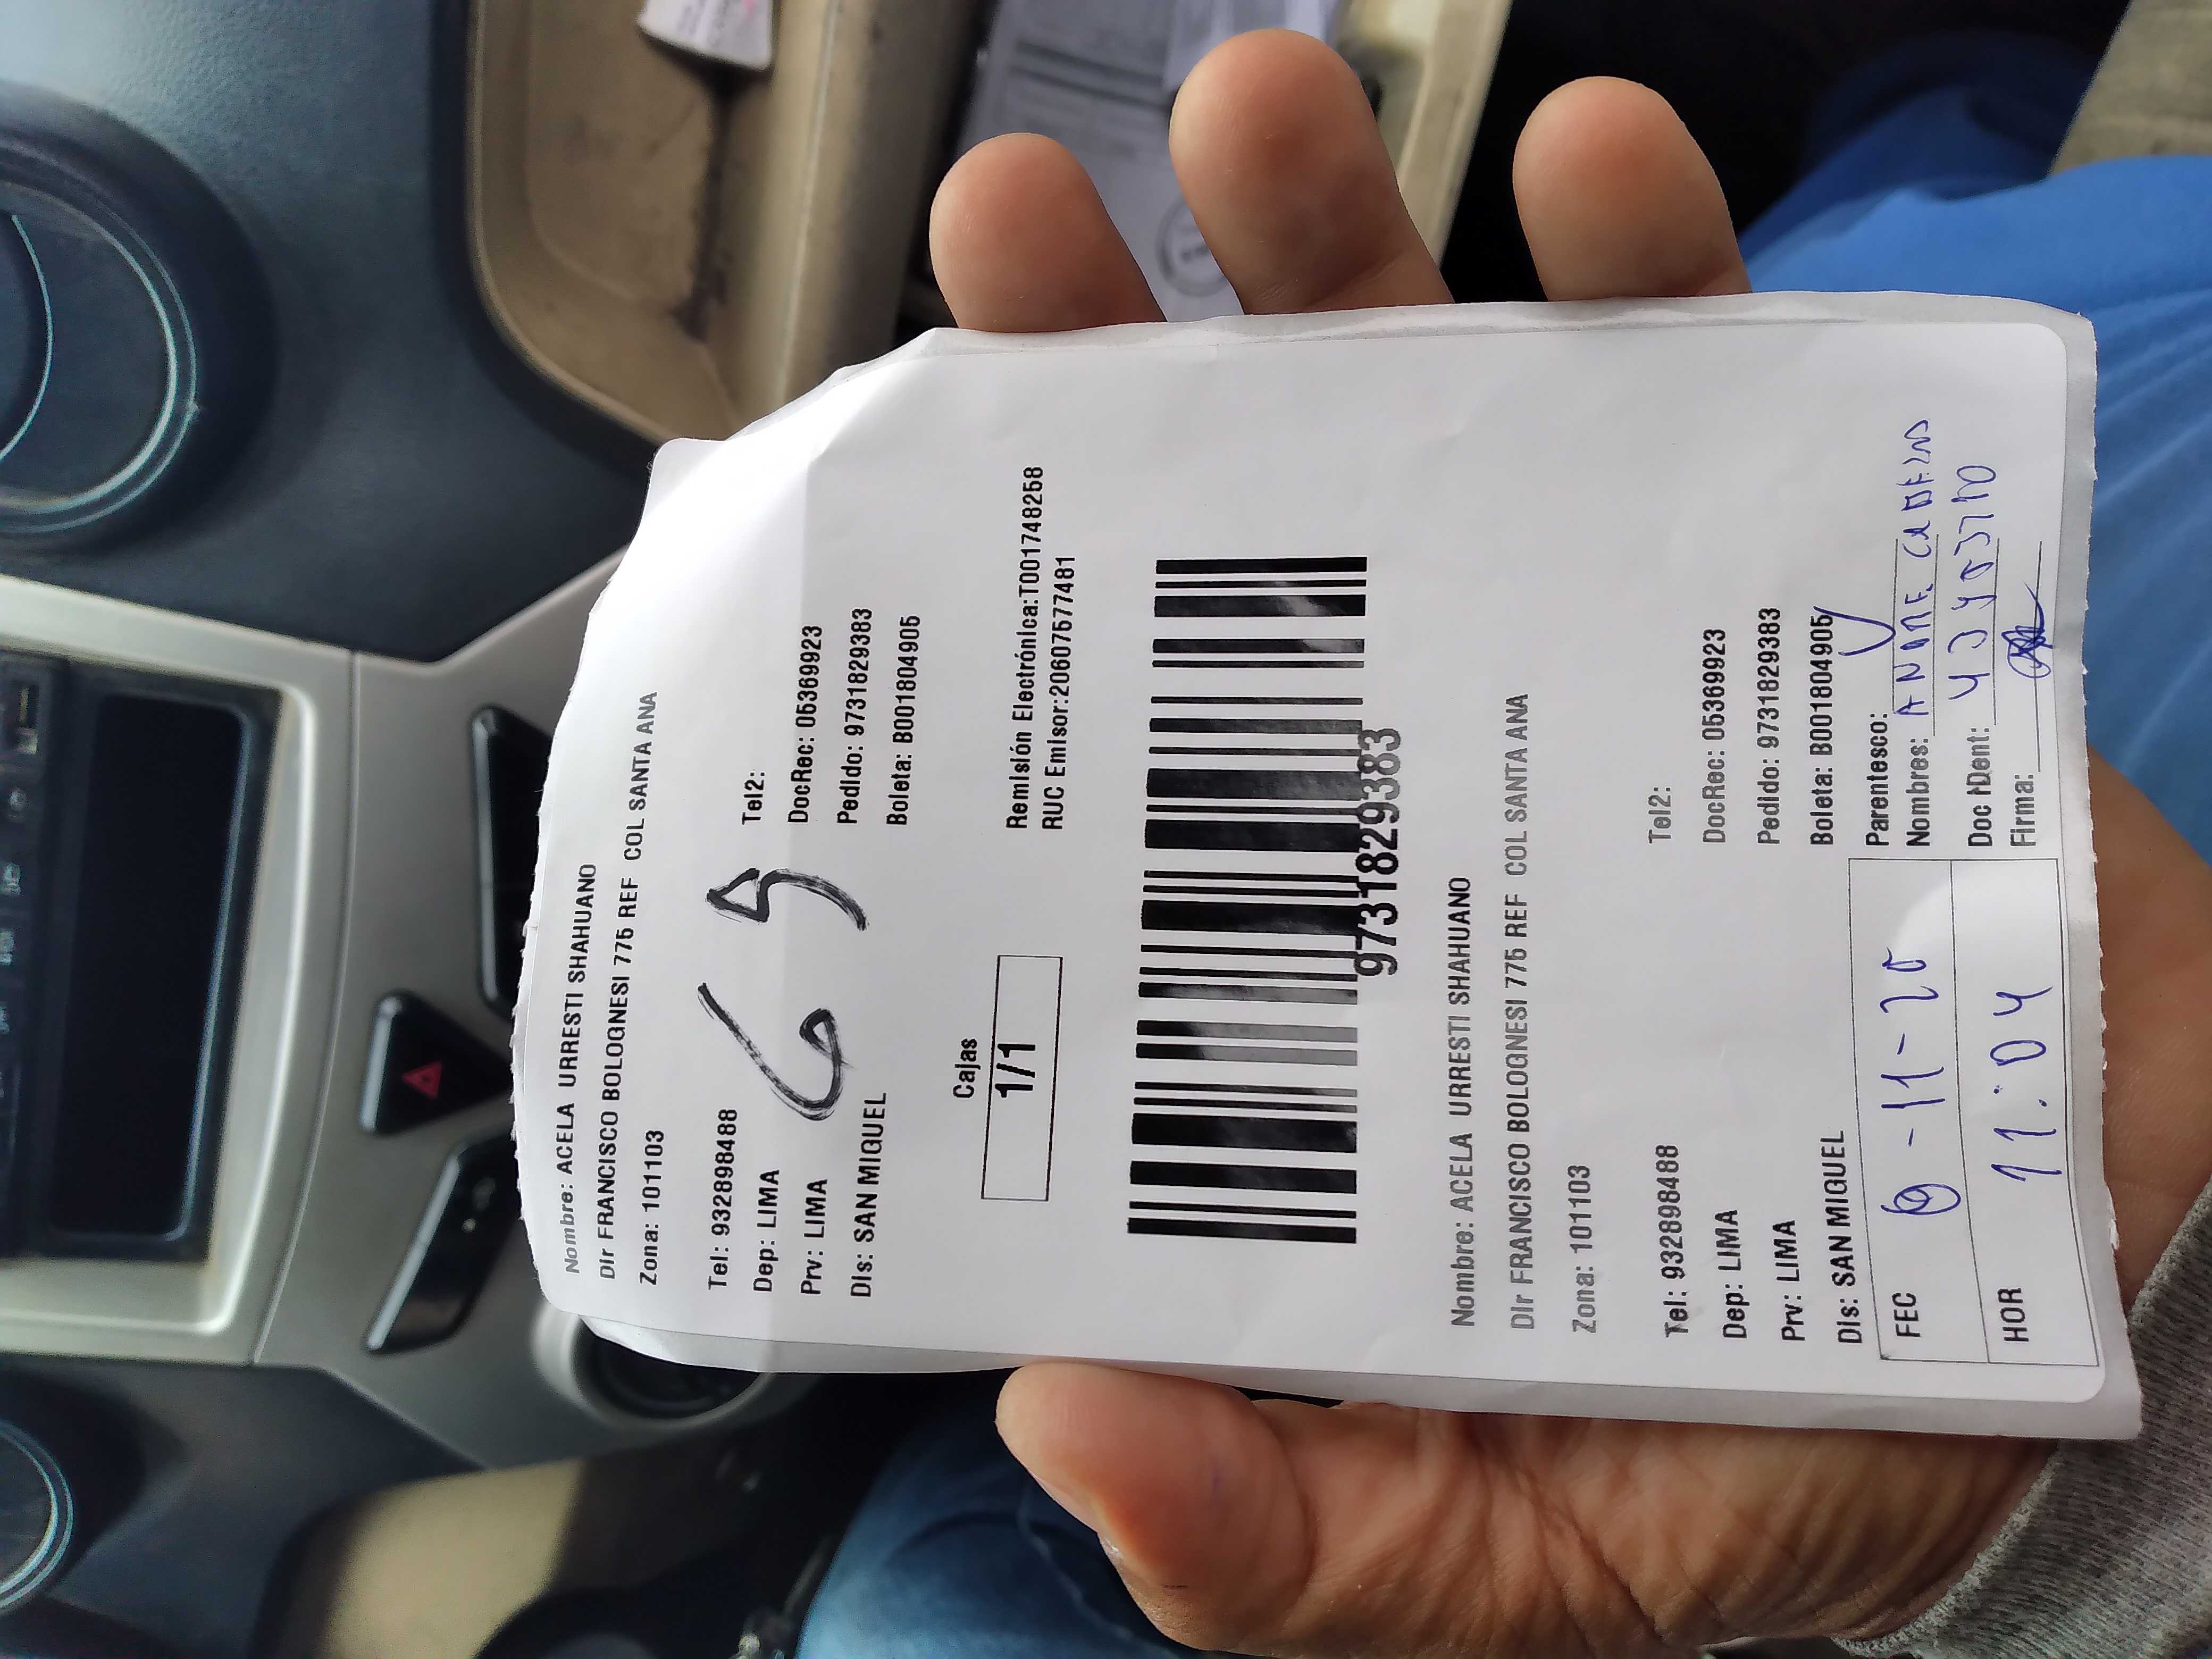 Nombre: ACELA URRESTI SHAHUANO
Dir FRANCISCO BOLOGNESI 775 REF COL SANTA ANA
Zona: 101103
Tel: 932898488 Tel2:
Dep: LIMA DocRec: 05369923
Prv: LIMA Pedido: 9731829383
Dis: SAN MIGUEL Boleta: B001804905
69
Cajas
1/1
Remisión Electrónica:T001748258
RUC Emisor:20607577481
9731829383
Nombre: ACELA URRESTI SHAHUANO
Dir FRANCISCO BOLOGNESI 775 REF COL SANTA ANA
Zona: 101103
Tel: 932898488 Tel2:
Dep: LIMA DocRec: 05369923
Prv: LIMA Pedido: 9731829383
Dis: SAN MIGUEL Boleta: B001804905
FEC -11-25 Parentesco:
Nombres:
HOR 11:04 Doc IDent:
Firma: